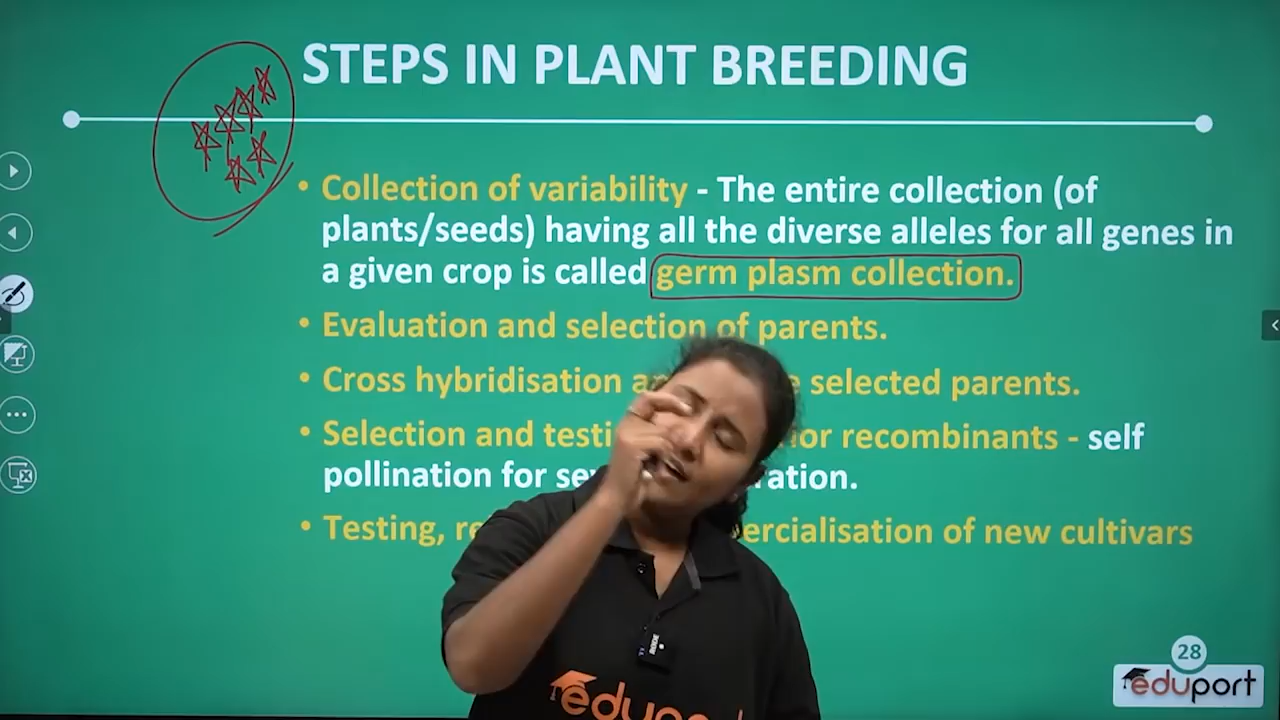 STEPS IN PLANT BREEDING
• Collection of variability - The entire collection (of
plants/seeds) having all the diverse alleles for all genes in
a given crop is called germ plasm collection.
• Evaluation and selection of parents.
• Cross hybridisation selected parents.
• Selection and recombinants - self
pollination for
• Testing, of new cultivars
28
eduport
eduport